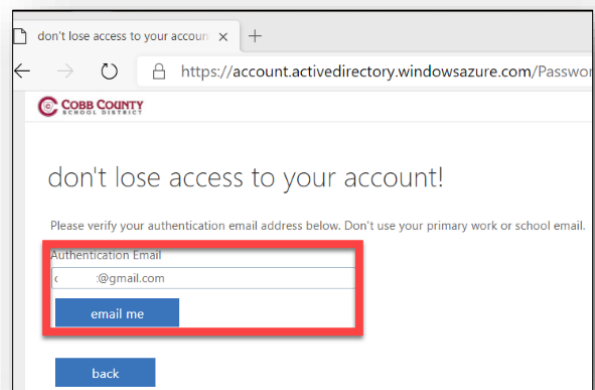 don't lose access to your accoun
https://account.activedirectory.windowsazure.com/Passwor
COBB COUNTY
SCHOOL DISTRICT
don't lose access to your account!
Please verify your authentication email address below. Don't use your primary work or school email.
Authentication Email
:@gmail.com
email me
back